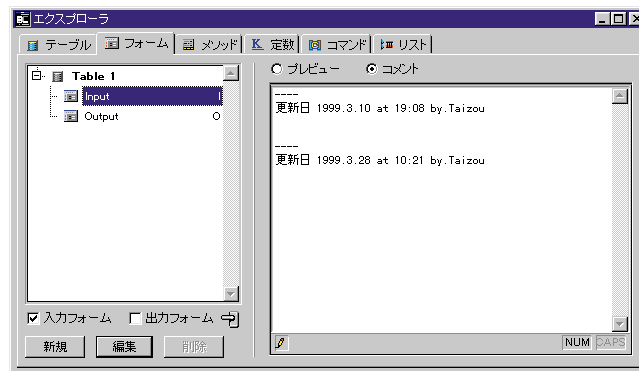 エクスプローラ
テーブル フォーム メソッド K 定数 コマンド リスト
Table 1
Input I
Output O
入力フォーム 出力フォーム
新規 編集 削除
プレビュー コメント
----
更新日 1999.3.10 at 19:08 by.Taizou
----
更新日 1999.3.28 at 10:21 by.Taizou
NUM CAPS